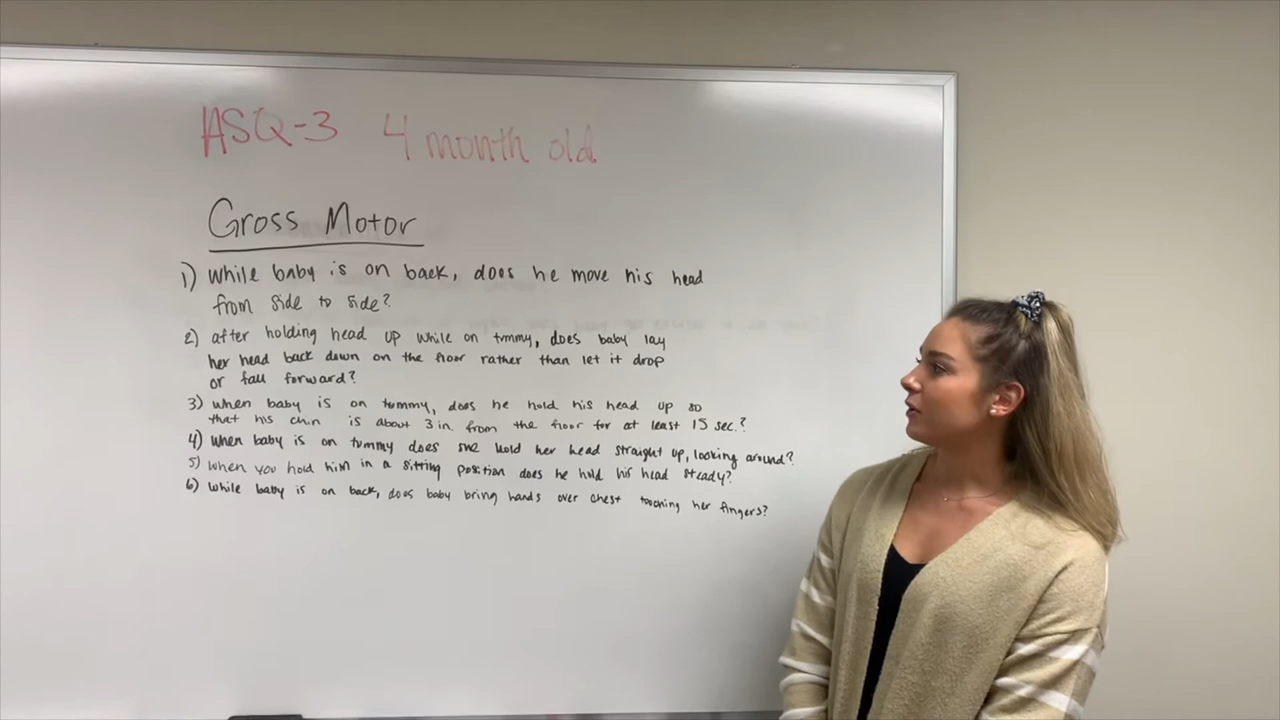 ASQ-3 4 month old
Gross Motor
1) While baby is on back, does he move his head
from side to side?
2) after holding head up while on tummy, does baby lay
her head back down on the floor rather than let it drop
or fall forward?
3) when baby is on tummy, does he hold his head up so
that his chin is about 3 in from the floor for at least 15 sec.?
4) When baby is on tummy does she hold her head straight up, looking around?
5) when you hold him in a sitting position does he hold his head steady?
6) While baby is on back, does baby bring hands over chest touching her fingers?